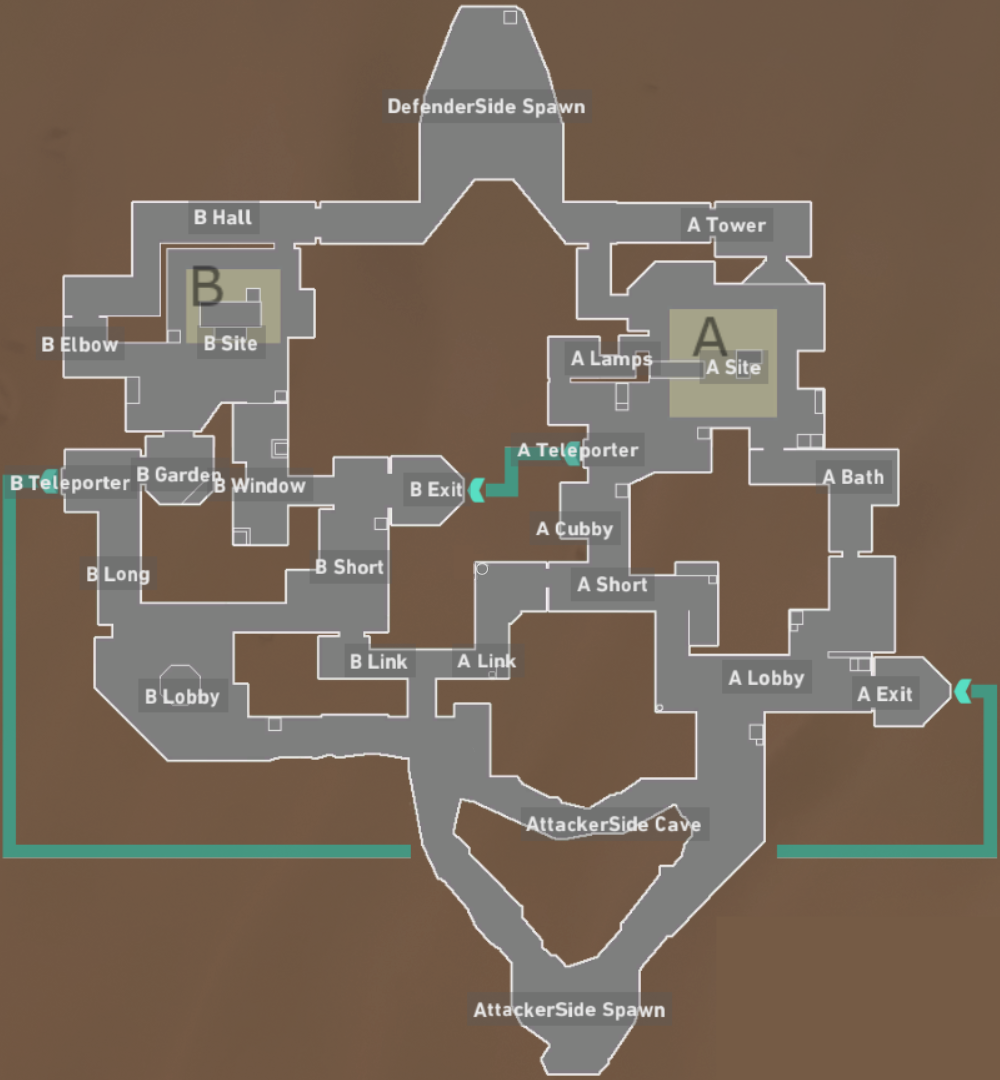 DefenderSide Spawn
B Hall
A Tower
B
A
B Elbow
B Site
A Lamps
A Site
A Teleporter
B Teleporter
B Garden
B Window
B Exit
A Bath
A Cubby
B Long
B Short
A Short
B Link
A Link
B Lobby
A Lobby
A Exit
AttackerSide Cave
AttackerSide Spawn